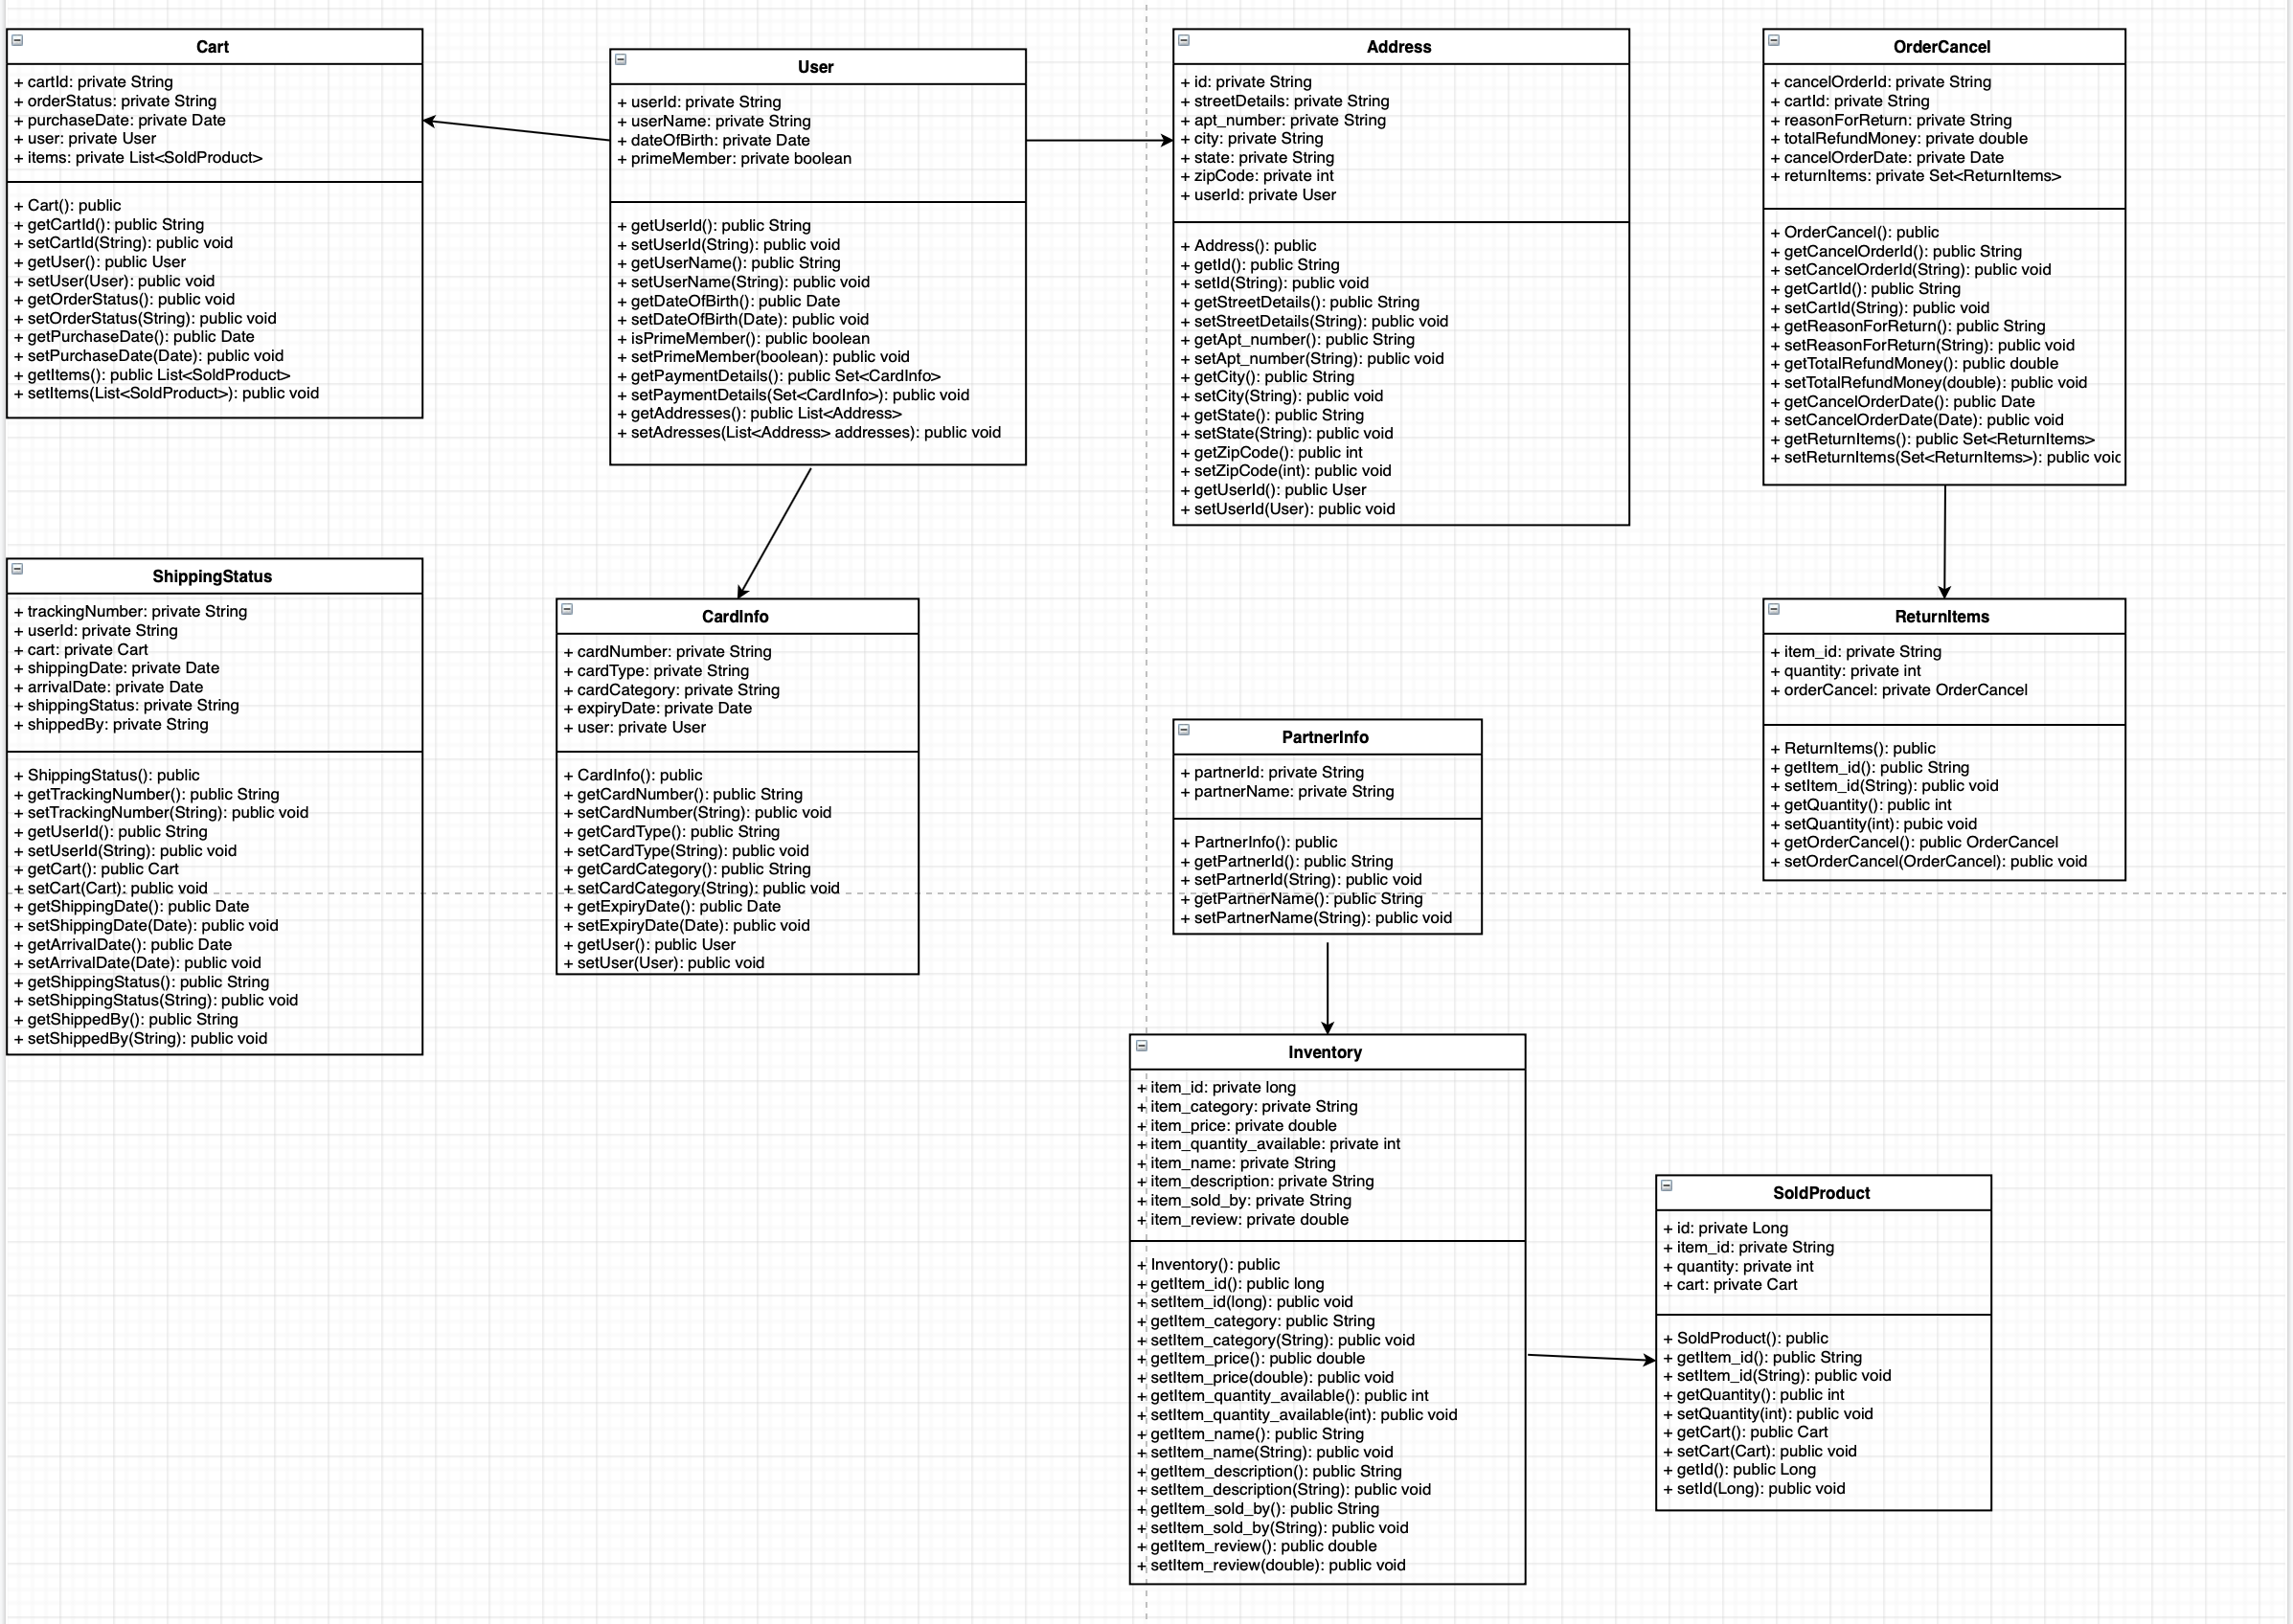 Cart
+ cartId: private String
+ orderStatus: private String
+ purchaseDate: private Date
+ user: private User
+ items: private List<SoldProduct>
+ Cart(): public
+ getCartId(): public String
+ setCartId(String): public void
+ getUser(): public User
+ setUser(User): public void
+ getOrderStatus(): public void
+ setOrderStatus(String): public void
+ getPurchaseDate(): public Date
+ setPurchaseDate(Date): public void
+ getItems(): public List<SoldProduct>
+ setItems(List<SoldProduct>): public void
User
+ userId: private String
+ userName: private String
+ dateOfBirth: private Date
+ primeMember: private boolean
+ getUserId(): public String
+ setUserId(String): public void
+ getUserName(): public String
+ setUserName(String): public void
+ getDateOfBirth(): public Date
+ setDateOfBirth(Date): public void
+ isPrimeMember(): public boolean
+ setPrimeMember(boolean): public void
+ getPaymentDetails(): public Set<CardInfo>
+ setPaymentDetails(Set<CardInfo>): public void
+ getAddresses(): public List<Address>
+ setAdresses(List<Address> addresses): public void
Address
+ id: private String
+ streetDetails: private String
+ apt_number: private String
+ city: private String
+ state: private String
+ zipCode: private int
+ userId: private User
+ Address(): public
+ getId(): public String
+ setId(String): public void
+ getStreetDetails(): public String
+ setStreetDetails(String): public void
+ getApt_number(): public String
+ setApt_number(String): public void
+ getCity(): public String
+ setCity(String): public void
+ getState(): public String
+ setState(String): public void
+ getZipCode(): public int
+ setZipCode(int): public void
+ getUserId(): public User
+ setUserId(User): public void
OrderCancel
+ cancelOrderId: private String
+ cartId: private String
+ reasonForReturn: private String
+ totalRefundMoney: private double
+ cancelOrderDate: private Date
+ returnItems: private Set<ReturnItems>
+ OrderCancel(): public
+ getCancelOrderId(): public String
+ setCancelOrderId(String): public void
+ getCartId(): public String
+ setCartId(String): public void
+ getReasonForReturn(): public String
+ setReasonForReturn(String): public void
+ getTotalRefundMoney(): public double
+ setTotalRefundMoney(double): public void
+ getCancelOrderDate(): public Date
+ setCancelOrderDate(Date): public void
+ getReturnItems(): public Set<ReturnItems>
+ setReturnItems(Set<ReturnItems>): public voic
ShippingStatus
+ trackingNumber: private String
+ userId: private String
+ cart: private Cart
+ shippingDate: private Date
+ arrivalDate: private Date
+ shippingStatus: private String
+ shippedBy: private String
+ ShippingStatus(): public
+ getTrackingNumber(): public String
+ setTrackingNumber(String): public void
+ getUserId(): public String
+ setUserId(String): public void
+ getCart(): public Cart
+ setCart(Cart): public void
+ getShippingDate(): public Date
+ setShippingDate(Date): public void
+ getArrivalDate(): public Date
+ setArrivalDate(Date): public void
+ getShippingStatus(): public String
+ setShippingStatus(String): public void
+ getShippedBy(): public String
+ setShippedBy(String): public void
CardInfo
+ cardNumber: private String
+ cardType: private String
+ cardCategory: private String
+ expiryDate: private Date
+ user: private User
+ CardInfo(): public
+ getCardNumber(): public String
+ setCardNumber(String): public void
+ getCardType(): public String
+ setCardType(String): public void
+ getCardCategory(): public String
+ setCardCategory(String): public void
+ getExpiryDate(): public Date
+ setExpiryDate(Date): public void
+ getUser(): public User
+ setUser(User): public void
PartnerInfo
+ partnerId: private String
+ partnerName: private String
+ PartnerInfo(): public
+ getPartnerId(): public String
+ setPartnerId(String): public void
+ getPartnerName(): public String
+ setPartnerName(String): public void
ReturnItems
+ item_id: private String
+ quantity: private int
+ orderCancel: private OrderCancel
+ ReturnItems(): public
+ getItem_id(): public String
+ setItem_id(String): public void
+ getQuantity(): public int
+ setQuantity(int): pubic void
+ getOrderCancel(): public OrderCancel
+ setOrderCancel(OrderCancel): public void
Inventory
+ item_id: private long
+ item_category: private String
+ item_price: private double
+ item_quantity_available: private int
+ item_name: private String
+ item_description: private String
+ item_sold_by: private String
+ item_review: private double
+ Inventory(): public
+ getItem_id(): public long
+ setItem_id(long): public void
+ getItem_category: public String
+ setItem_category(String): public void
+ getItem_price(): public double
+ setItem_price(double): public void
+ getItem_quantity_available(): public int
+ setItem_quantity_available(int): public void
+ getItem_name(): public String
+ setItem_name(String): public void
+ getItem_description(): public String
+ setItem_description(String): public void
+ getItem_sold_by(): public String
+ setItem_sold_by(String): public void
+ getItem_review(): public double
+ setItem_review(double): public void
SoldProduct
+ id: private Long
+ item_id: private String
+ quantity: private int
+ cart: private Cart
+ SoldProduct(): public
+ getItem_id(): public String
+ setItem_id(String): public void
+ getQuantity(): public int
+ setQuantity(int): public void
+ getCart(): public Cart
+ setCart(Cart): public void
+ getId(): public Long
+ setId(Long): public void